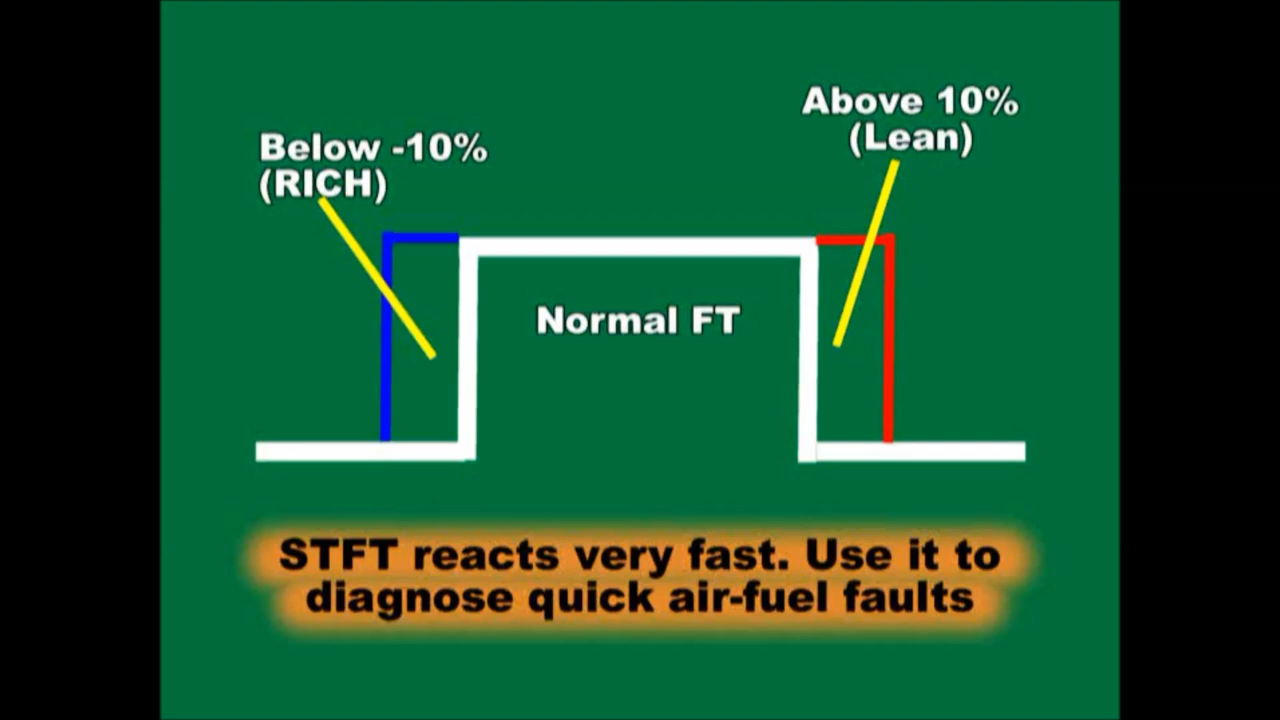 Below -10%
(RICH)
Above 10%
(Lean)
Normal FT
STFT reacts very fast. Use it to
diagnose quick air-fuel faults